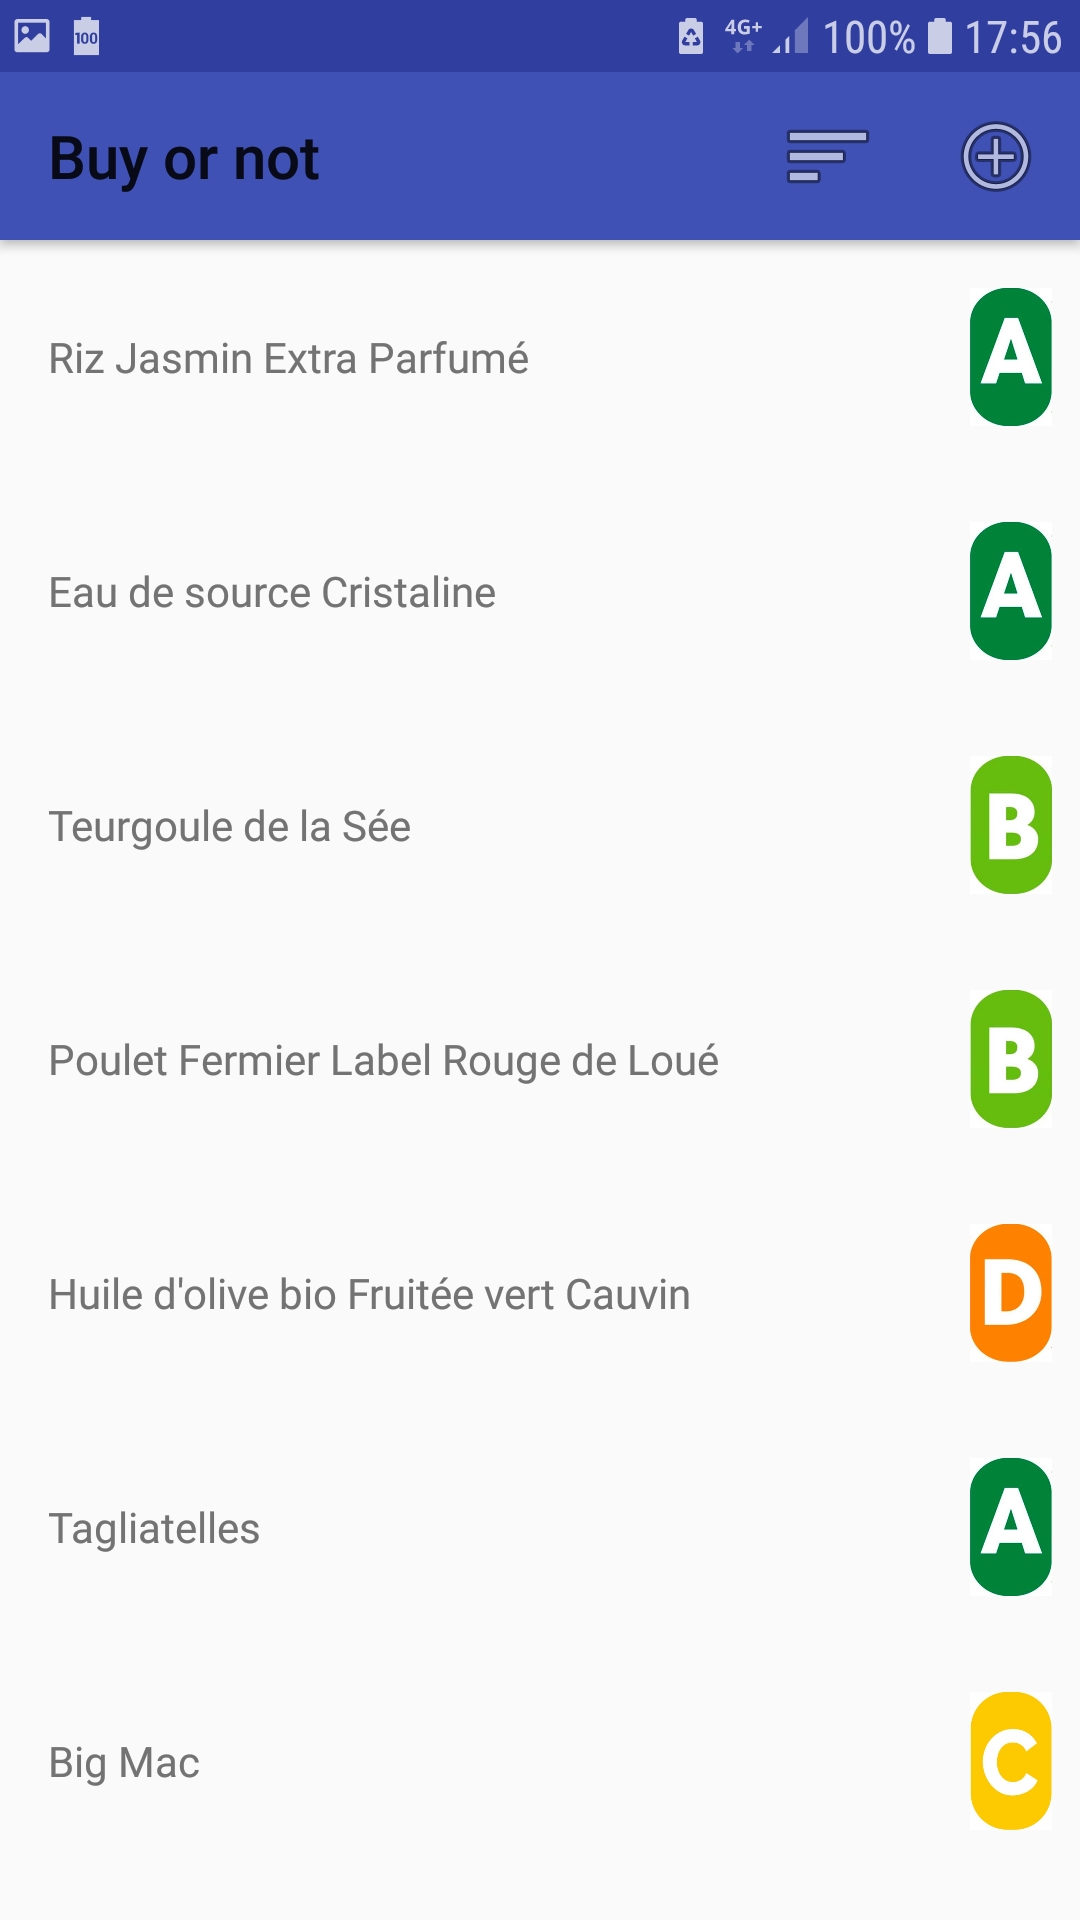 100 4G+ 100% 17:56
Buy or not
Riz Jasmin Extra Parfumé A
Eau de source Cristaline A
Teurgoule de la Sée B
Poulet Fermier Label Rouge de Loué B
Huile d'olive bio Fruitée vert Cauvin D
Tagliatelles A
Big Mac C